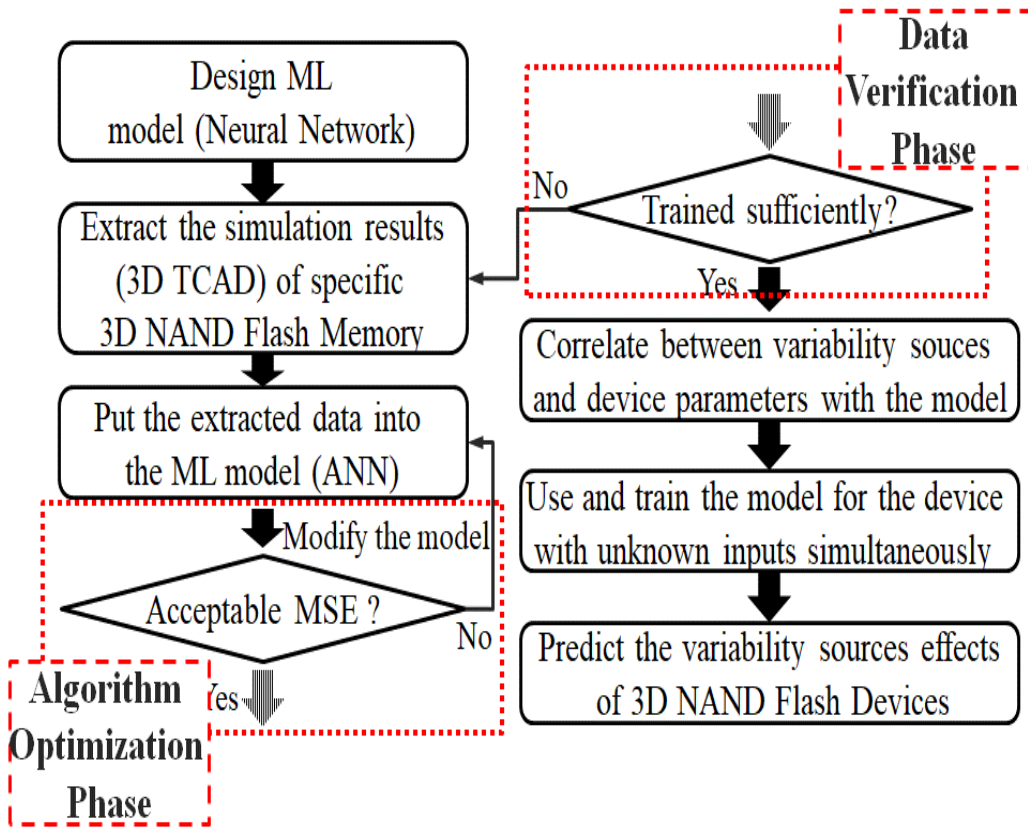 Design ML
model (Neural Network)
Extract the simulation results
(3D TCAD) of specific
3D NAND Flash Memory
Put the extracted data into
the ML model (ANN)
Modify the model
Acceptable MSE ?
No
Yes
Algorithm
Optimization
Phase
Data
Verification
Phase
No
Trained sufficiently?
Yes
Correlate between variability souces
and device parameters with the model
Use and train the model for the device
with unknown inputs simultaneously
Predict the variability sources effects
of 3D NAND Flash Devices